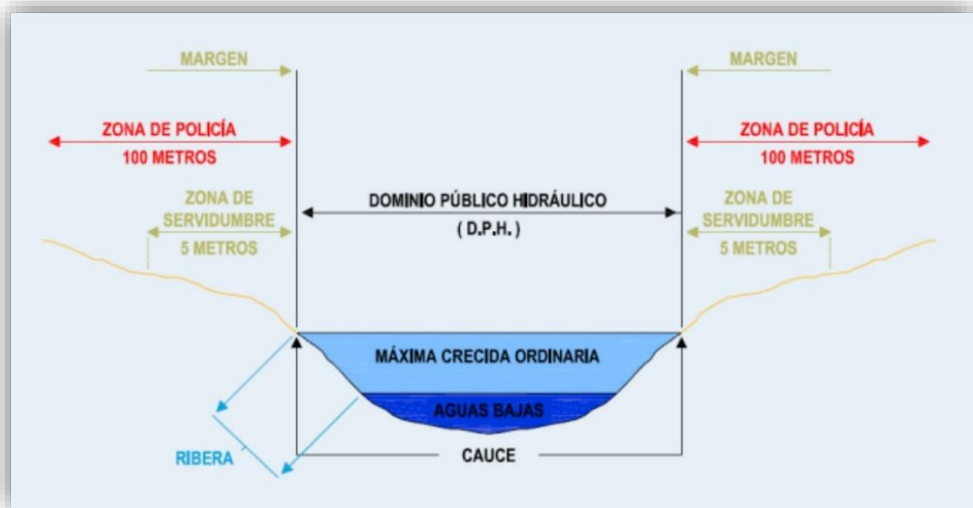 MARGEN
MARGEN
ZONA DE POLICÍA
100 METROS
ZONA DE POLICÍA
100 METROS
ZONA DE
SERVIDUMBRE
5 METROS
DOMINIO PÚBLICO HIDRÁULICO
( D.P.H. )
ZONA DE
SERVIDUMBRE
5 METROS
MÁXIMA CRECIDA ORDINARIA
AGUAS BAJAS
RIBERA
CAUCE